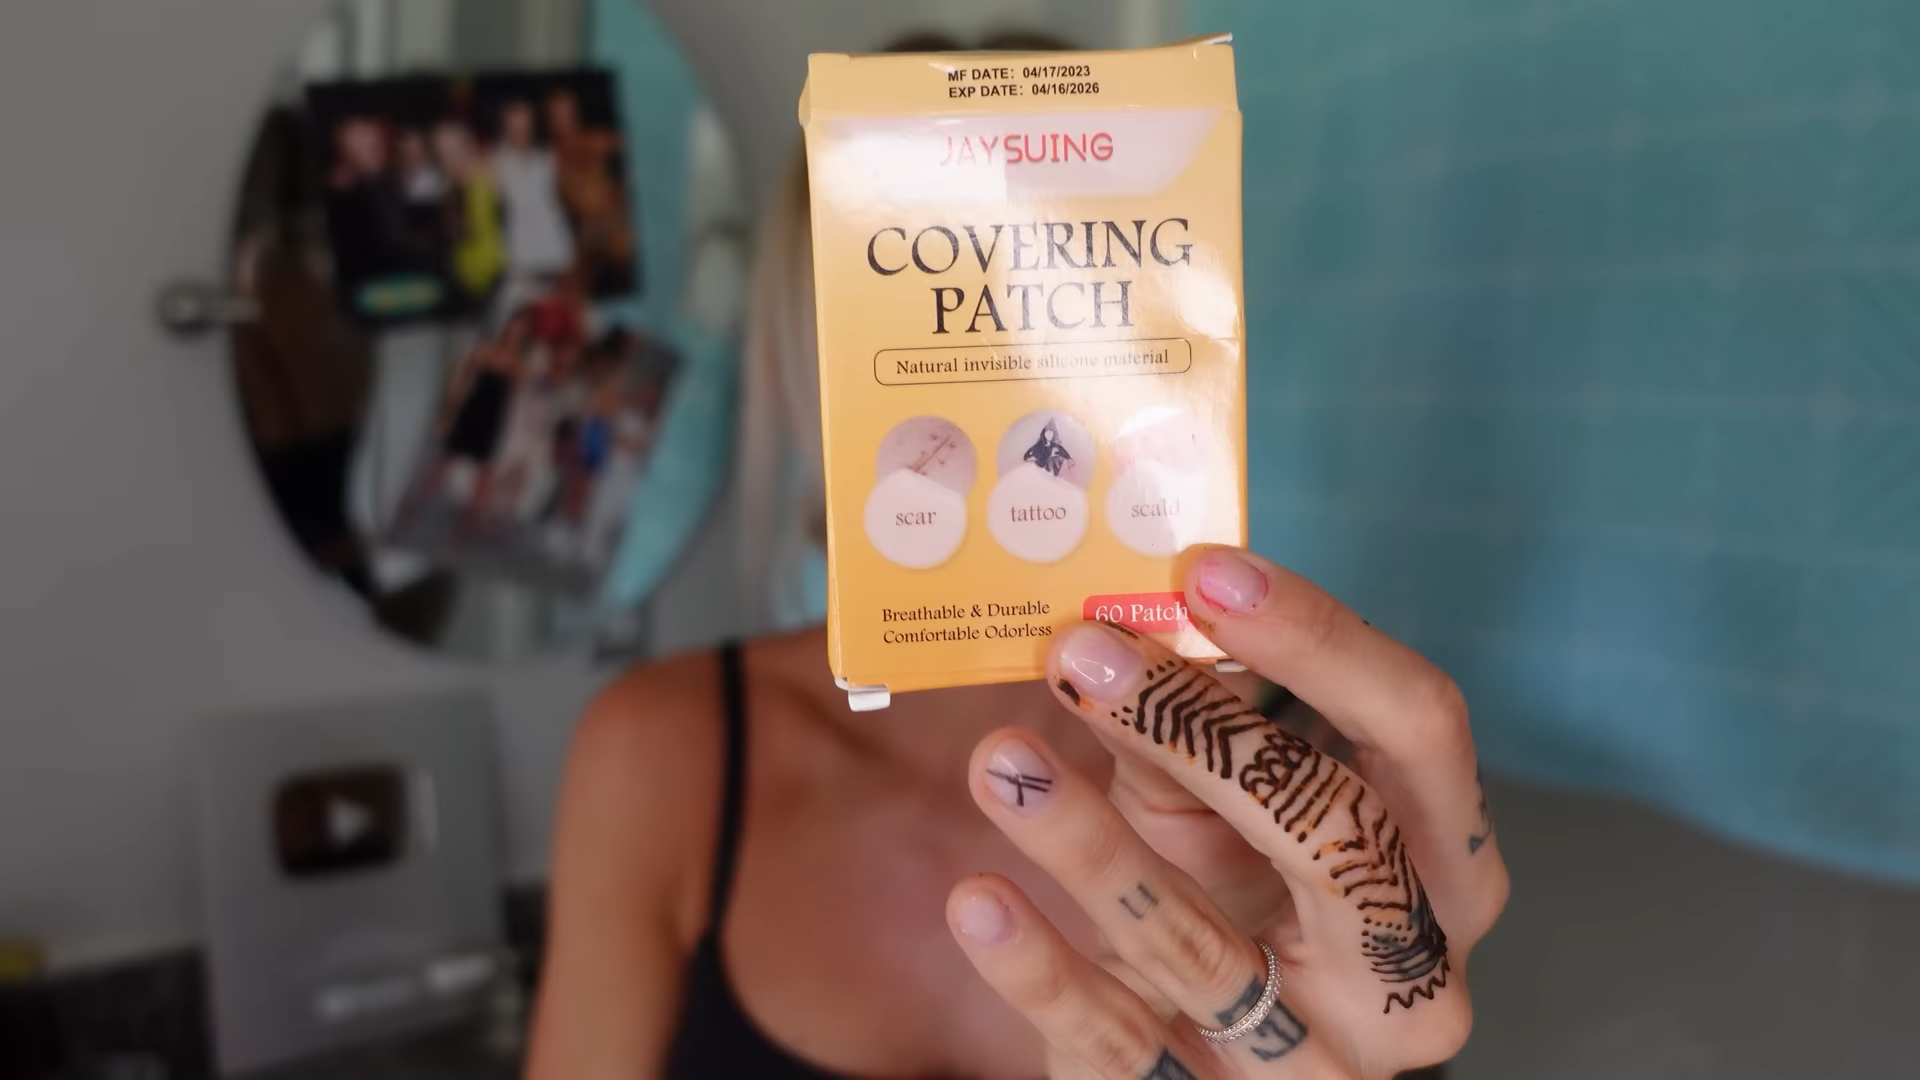 MF DATE: 04/17/2023
EXP DATE: 04/16/2026
JAYSUING
COVERING
PATCH
Natural invisible silicone material
scar
tattoo
scald
Breathable & Durable
Comfortable Odorless
60 Patch